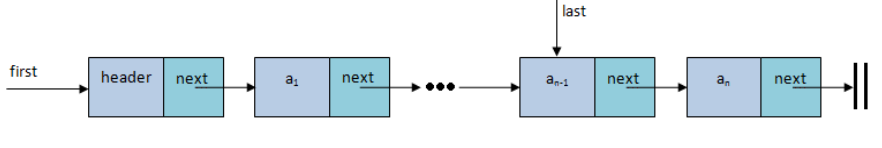 last
first
header next
a₁ next
aₙ₋₁ next
aₙ next